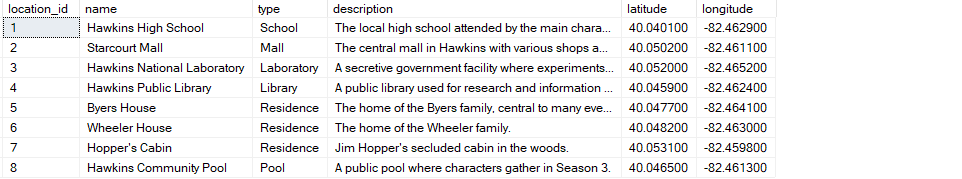 location_id name type description latitude longitude
1 Hawkins High School School The local high school attended by the main chara... 40.040100 -82.462900
2 Starcourt Mall Mall The central mall in Hawkins with various shops a... 40.050200 -82.461100
3 Hawkins National Laboratory Laboratory A secretive government facility where experiments... 40.052000 -82.465200
4 Hawkins Public Library Library A public library used for research and information ... 40.045900 -82.462400
5 Byers House Residence The home of the Byers family, central to many eve... 40.047700 -82.464100
6 Wheeler House Residence The home of the Wheeler family. 40.048200 -82.463000
7 Hopper's Cabin Residence Jim Hopper's secluded cabin in the woods. 40.053100 -82.459800
8 Hawkins Community Pool Pool A public pool where characters gather in Season 3. 40.046500 -82.461300